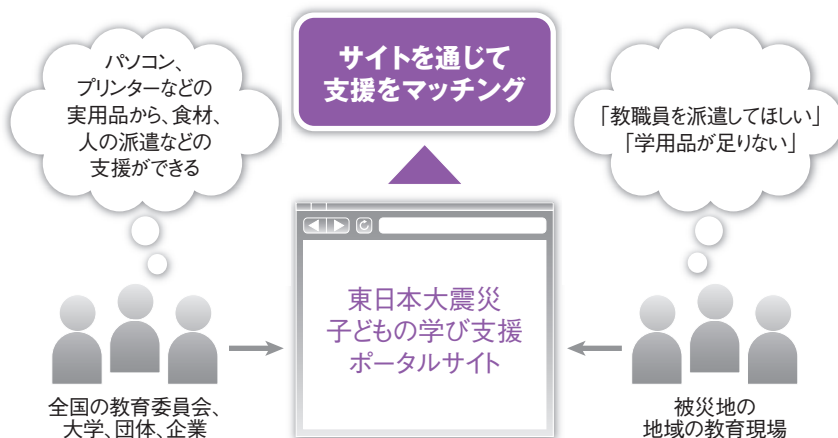 パソコン、
プリンターなどの
実用品から、食材、
人の派遣などの
支援ができる
サイトを通じて
支援をマッチング
「教職員を派遣してほしい」
「学用品が足りない」
東日本大震災
子どもの学び支援
ポータルサイト
全国の教育委員会、
大学、団体、企業
被災地の
地域の教育現場